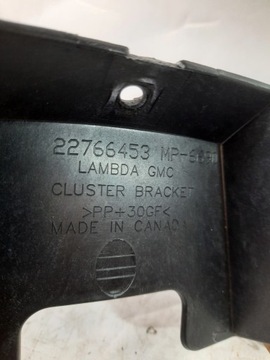 22766453
LAMBDA GMC
CLUSTER BRACKET
>PP+30GF<
MADE IN CANADA